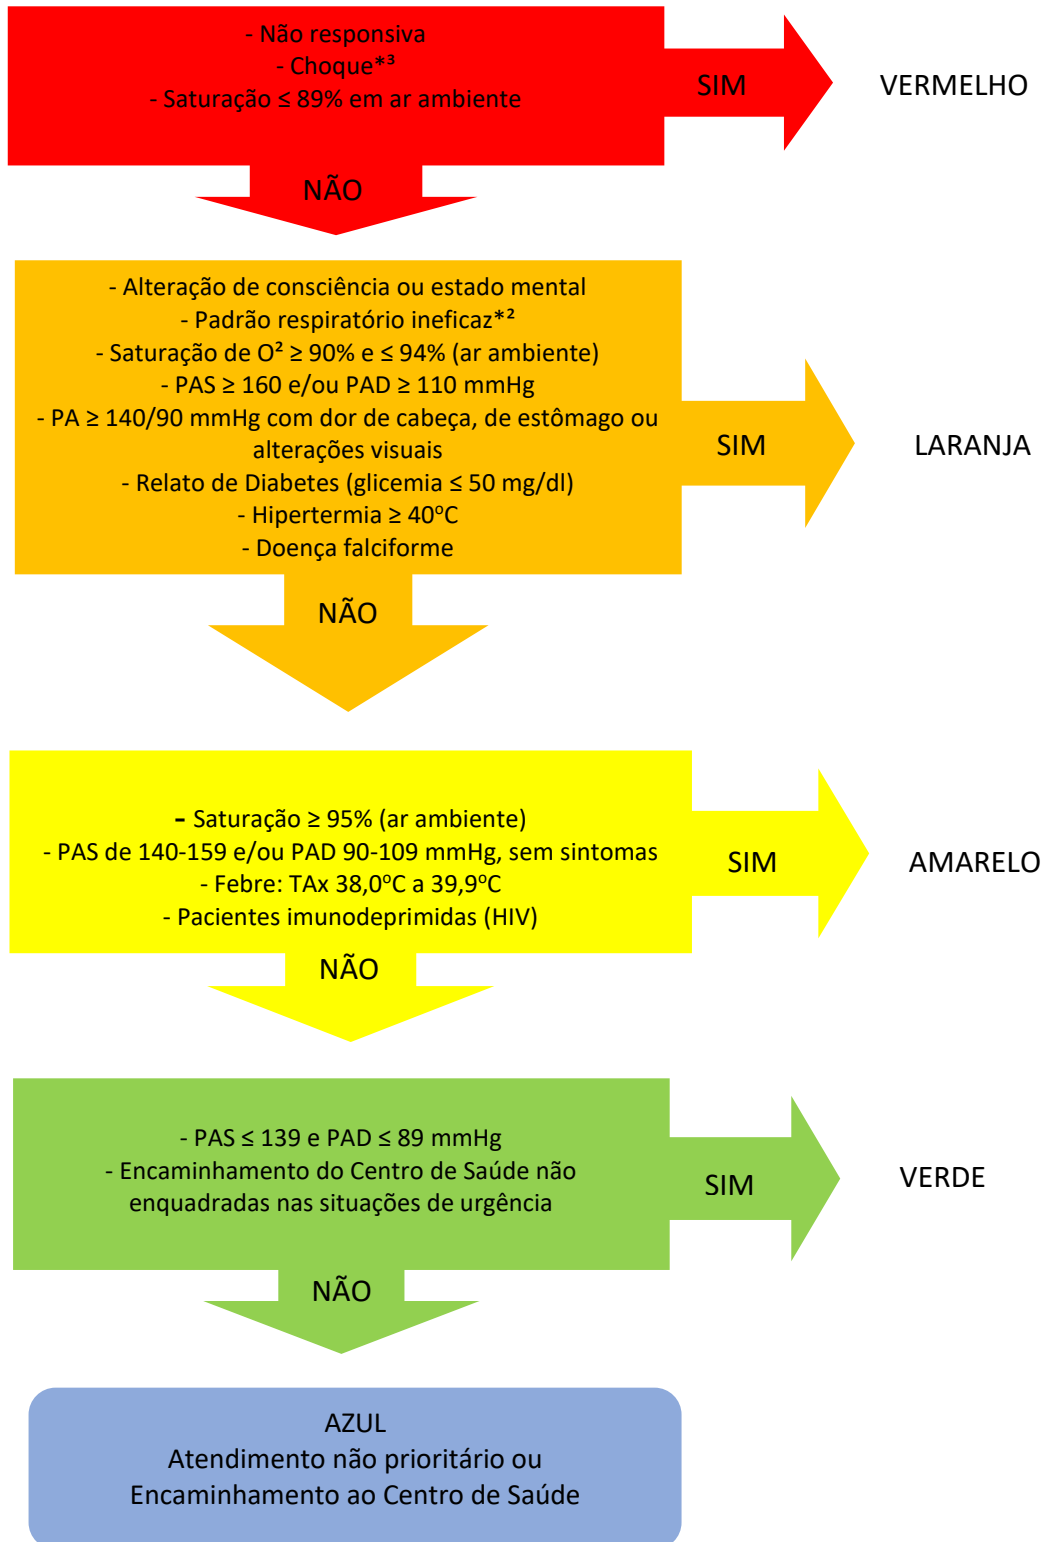 - Não responsiva
- Choque*³
- Saturação ≤ 89% em ar ambiente
SIM
VERMELHO
NÃO
- Alteração de consciência ou estado mental
- Padrão respiratório ineficaz*²
- Saturação de O² ≥ 90% e ≤ 94% (ar ambiente)
- PAS ≥ 160 e/ou PAD ≥ 110 mmHg
- PA ≥ 140/90 mmHg com dor de cabeça, de estômago ou
alterações visuais
- Relato de Diabetes (glicemia ≤ 50 mg/dl)
- Hipertermia ≥ 40ºC
- Doença falciforme
SIM
LARANJA
NÃO
- Saturação ≥ 95% (ar ambiente)
- PAS de 140-159 e/ou PAD 90-109 mmHg, sem sintomas
- Febre: TAx 38,0ºC a 39,9ºC
- Pacientes imunodeprimidas (HIV)
SIM
AMARELO
NÃO
- PAS ≤ 139 e PAD ≤ 89 mmHg
- Encaminhamento do Centro de Saúde não
enquadradas nas situações de urgência
SIM
VERDE
NÃO
AZUL
Atendimento não prioritário ou
Encaminhamento ao Centro de Saúde